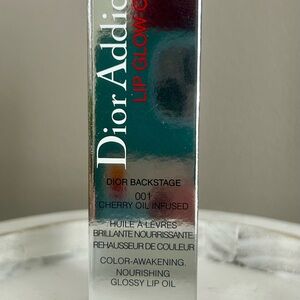 Dior Addic
LIP GLOW
DIOR BACKSTAGE
001
CHERRY OIL INFUSED
HUILE À LÈVRES
BRILLANTE NOURRISSANTE.
REHAUSSEUR DE COULEUR
COLOR-AWAKENING.
NOURISHING
GLOSSY LIP OIL